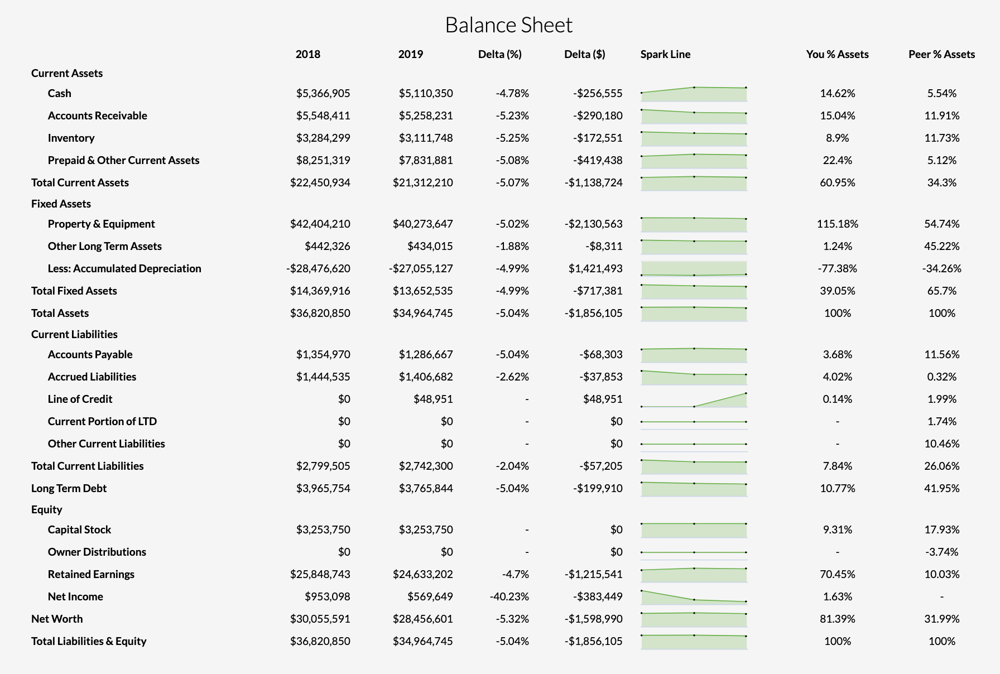 Balance Sheet
2018 2019 Delta (%) Delta ($) Spark Line You % Assets Peer % Assets
Current Assets
Cash $5,366,905 $5,110,350 -4.78% -$256,555 14.62% 5.54%
Accounts Receivable $5,548,411 $5,258,231 -5.23% -$290,180 15.04% 11.91%
Inventory $3,284,299 $3,111,748 -5.25% -$172,551 8.9% 11.73%
Prepaid & Other Current Assets $8,251,319 $7,831,881 -5.08% -$419,438 22.4% 5.12%
Total Current Assets $22,450,934 $21,312,210 -5.07% -$1,138,724 60.95% 34.3%
Fixed Assets
Property & Equipment $42,404,210 $40,273,647 -5.02% -$2,130,563 115.18% 54.74%
Other Long Term Assets $442,326 $434,015 -1.88% -$8,311 1.24% 45.22%
Less: Accumulated Depreciation -$28,476,620 -$27,055,127 -4.99% $1,421,493 -77.38% -34.26%
Total Fixed Assets $14,369,916 $13,652,535 -4.99% -$717,381 39.05% 65.7%
Total Assets $36,820,850 $34,964,745 -5.04% -$1,856,105 100% 100%
Current Liabilities
Accounts Payable $1,354,970 $1,286,667 -5.04% -$68,303 3.68% 11.56%
Accrued Liabilities $1,444,535 $1,406,682 -2.62% -$37,853 4.02% 0.32%
Line of Credit $0 $48,951 - $48,951 0.14% 1.99%
Current Portion of LTD $0 $0 - $0 - 1.74%
Other Current Liabilities $0 $0 - $0 - 10.46%
Total Current Liabilities $2,799,505 $2,742,300 -2.04% -$57,205 7.84% 26.06%
Long Term Debt $3,965,754 $3,765,844 -5.04% -$199,910 10.77% 41.95%
Equity
Capital Stock $3,253,750 $3,253,750 - $0 9.31% 17.93%
Owner Distributions $0 $0 - $0 - -3.74%
Retained Earnings $25,848,743 $24,633,202 -4.7% -$1,215,541 70.45% 10.03%
Net Income $953,098 $569,649 -40.23% -$383,449 1.63% -
Net Worth $30,055,591 $28,456,601 -5.32% -$1,598,990 81.39% 31.99%
Total Liabilities & Equity $36,820,850 $34,964,745 -5.04% -$1,856,105 100% 100%